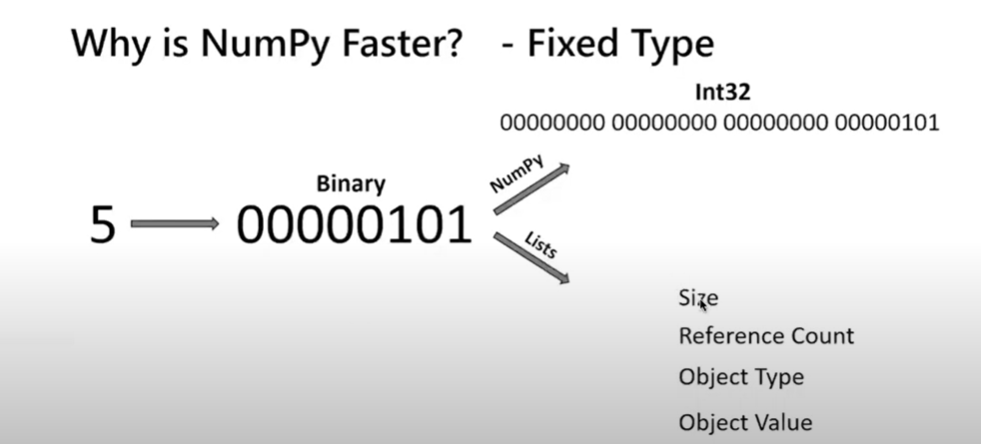 Why is NumPy Faster? - Fixed Type
Int32
00000000 00000000 00000000 00000101
NumPy
Binary
5 00000101
Lists
Size
Reference Count
Object Type
Object Value